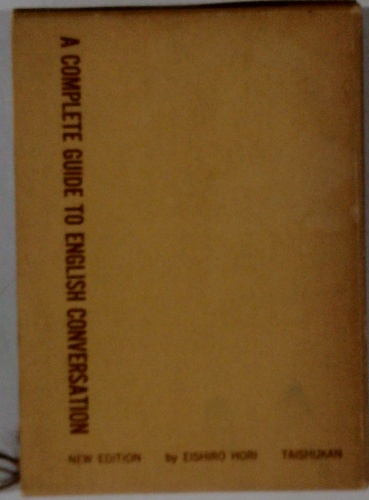 A COMPLETE GUIDE TO ENGLISH CONVERSATION
NEW EDITION by EISHIRO HORI TAISHUKAN